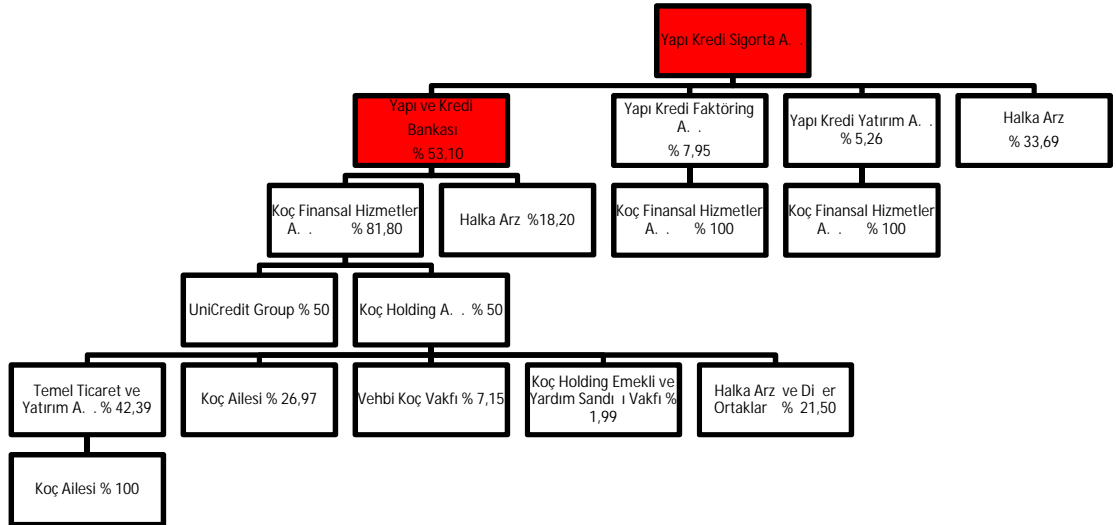 Yapı Kredi Sigorta A. .
Yapı ve Kredi
Bankası
% 53,10
Yapı Kredi Faktöring
A. .
% 7,95
Yapı Kredi Yatırım A. .
% 5,26
Halka Arz
% 33,69
Koç Finansal Hizmetler
A. . % 81,80
Halka Arz %18,20
Koç Finansal Hizmetler
A. . % 100
Koç Finansal Hizmetler
A. . % 100
UniCredit Group % 50
Koç Holding A. . % 50
Temel Ticaret ve
Yatırım A. . % 42,39
Koç Ailesi % 26,97
Vehbi Koç Vakfı % 7,15
Koç Holding Emekli ve
Yardım Sandı ı Vakfı %
1,99
Halka Arz ve Di er
Ortaklar % 21,50
Koç Ailesi % 100